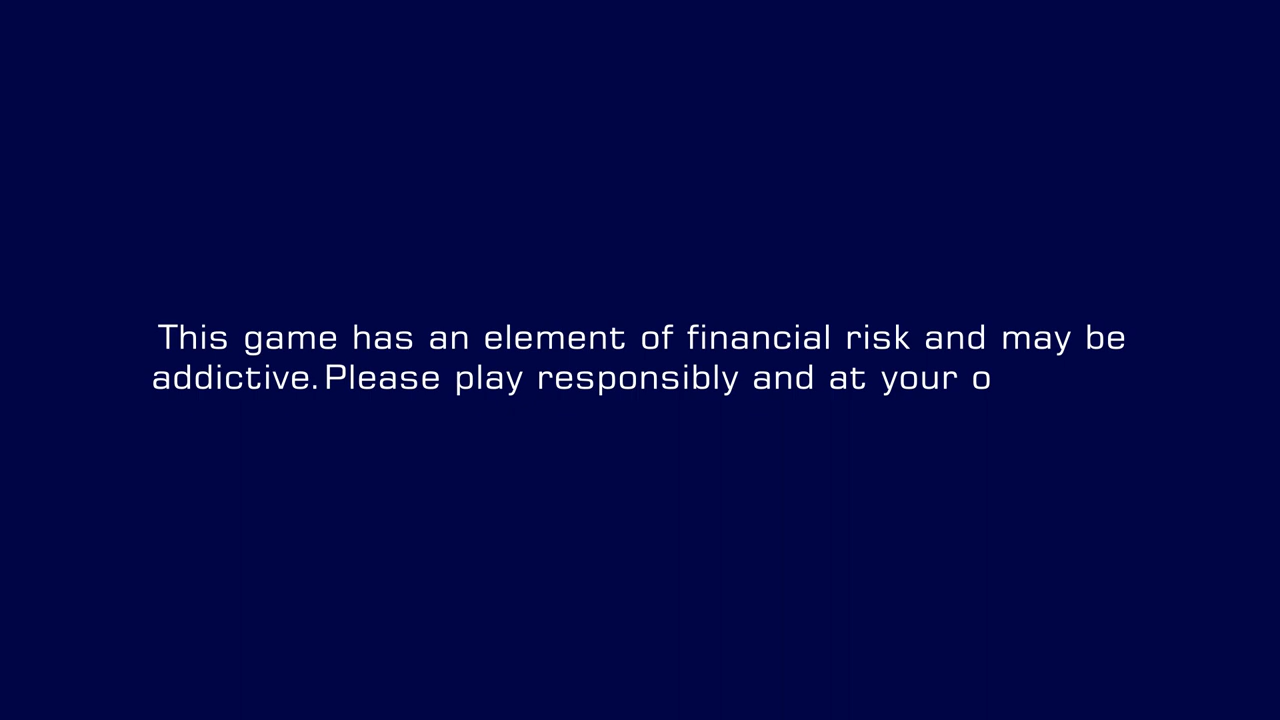 This game has an element of financial risk and may be
addictive. Please play responsibly and at your o